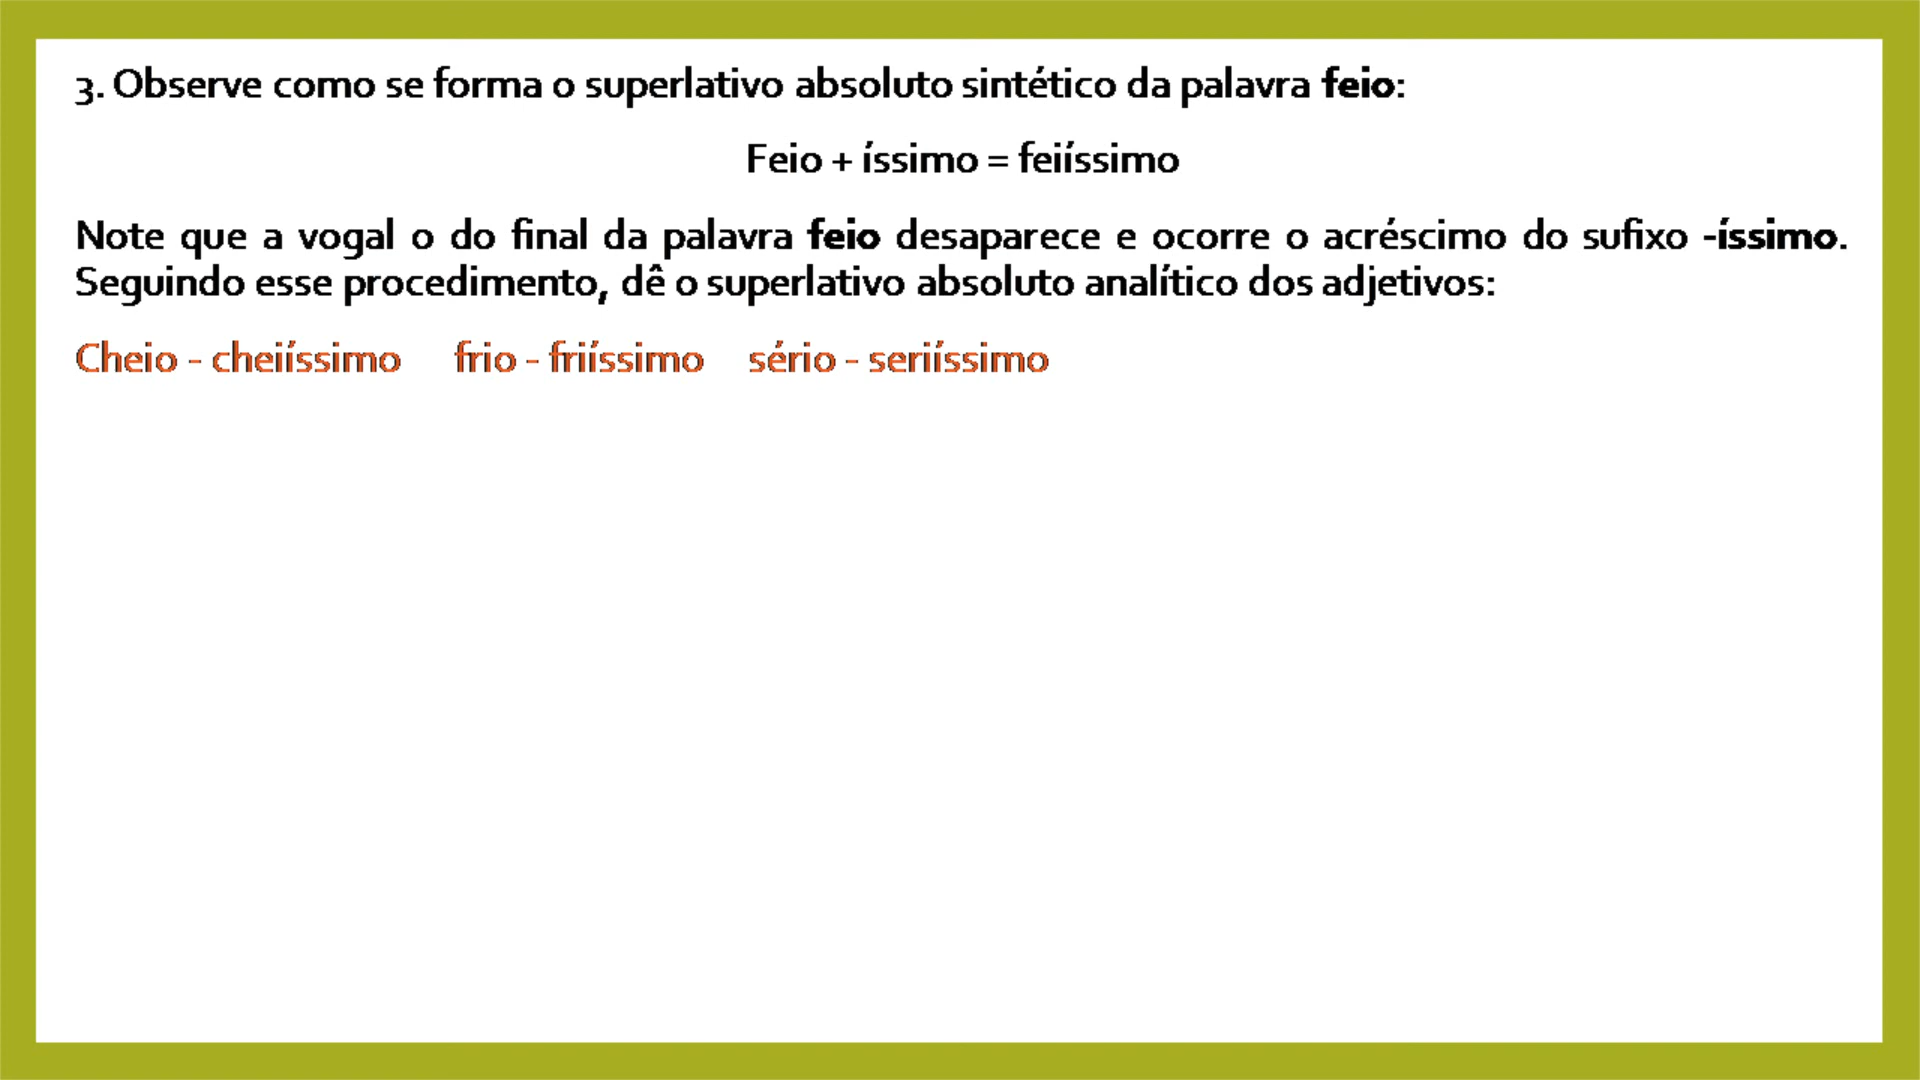 3. Observe como se forma o superlativo absoluto sintético da palavra feio:
Feio + íssimo = feiíssimo
Note que a vogal o do final da palavra feio desaparece e ocorre o acréscimo do sufixo -íssimo.
Seguindo esse procedimento, dê o superlativo absoluto analítico dos adjetivos:
Cheio - cheiíssimo frio - friíssimo sério - seriíssimo